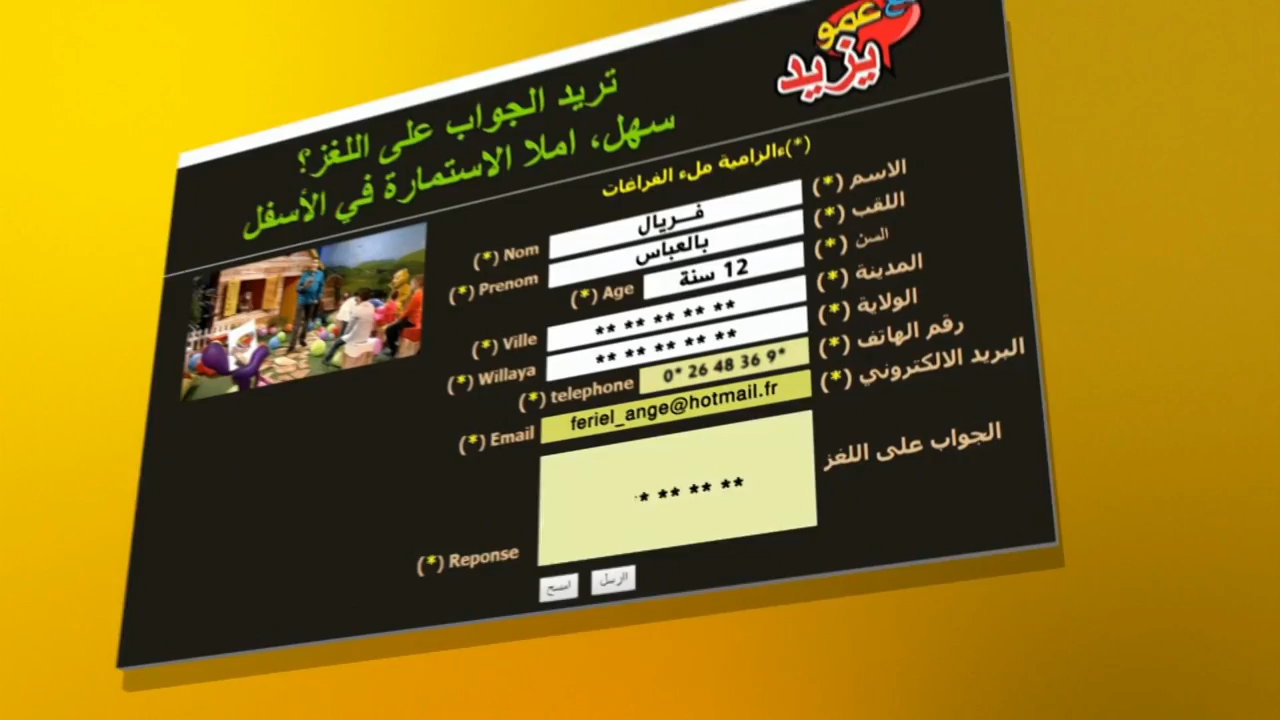 مع عمو
يزيد
تريد الجواب على اللغز؟
سهل، املا الاستمارة في الأسفل
(*)ءالزامية ملء الفراغات
الاسم (*) فـريال (*) Nom
اللقب (*) بالعباس (*) Prenom
السن (*) 12 سنة (*) Age
المدينة (*) ** ** ** ** ** (*) Ville
الولاية (*) ** ** ** ** ** (*) Willaya
رقم الهاتف (*) 0* 26 48 36 9* (*) telephone
البريد الالكتروني (*) feriel_ange@hotmail.fr (*) Email
الجواب على اللغز ** ** ** * (*) Reponse
ارسل امسح